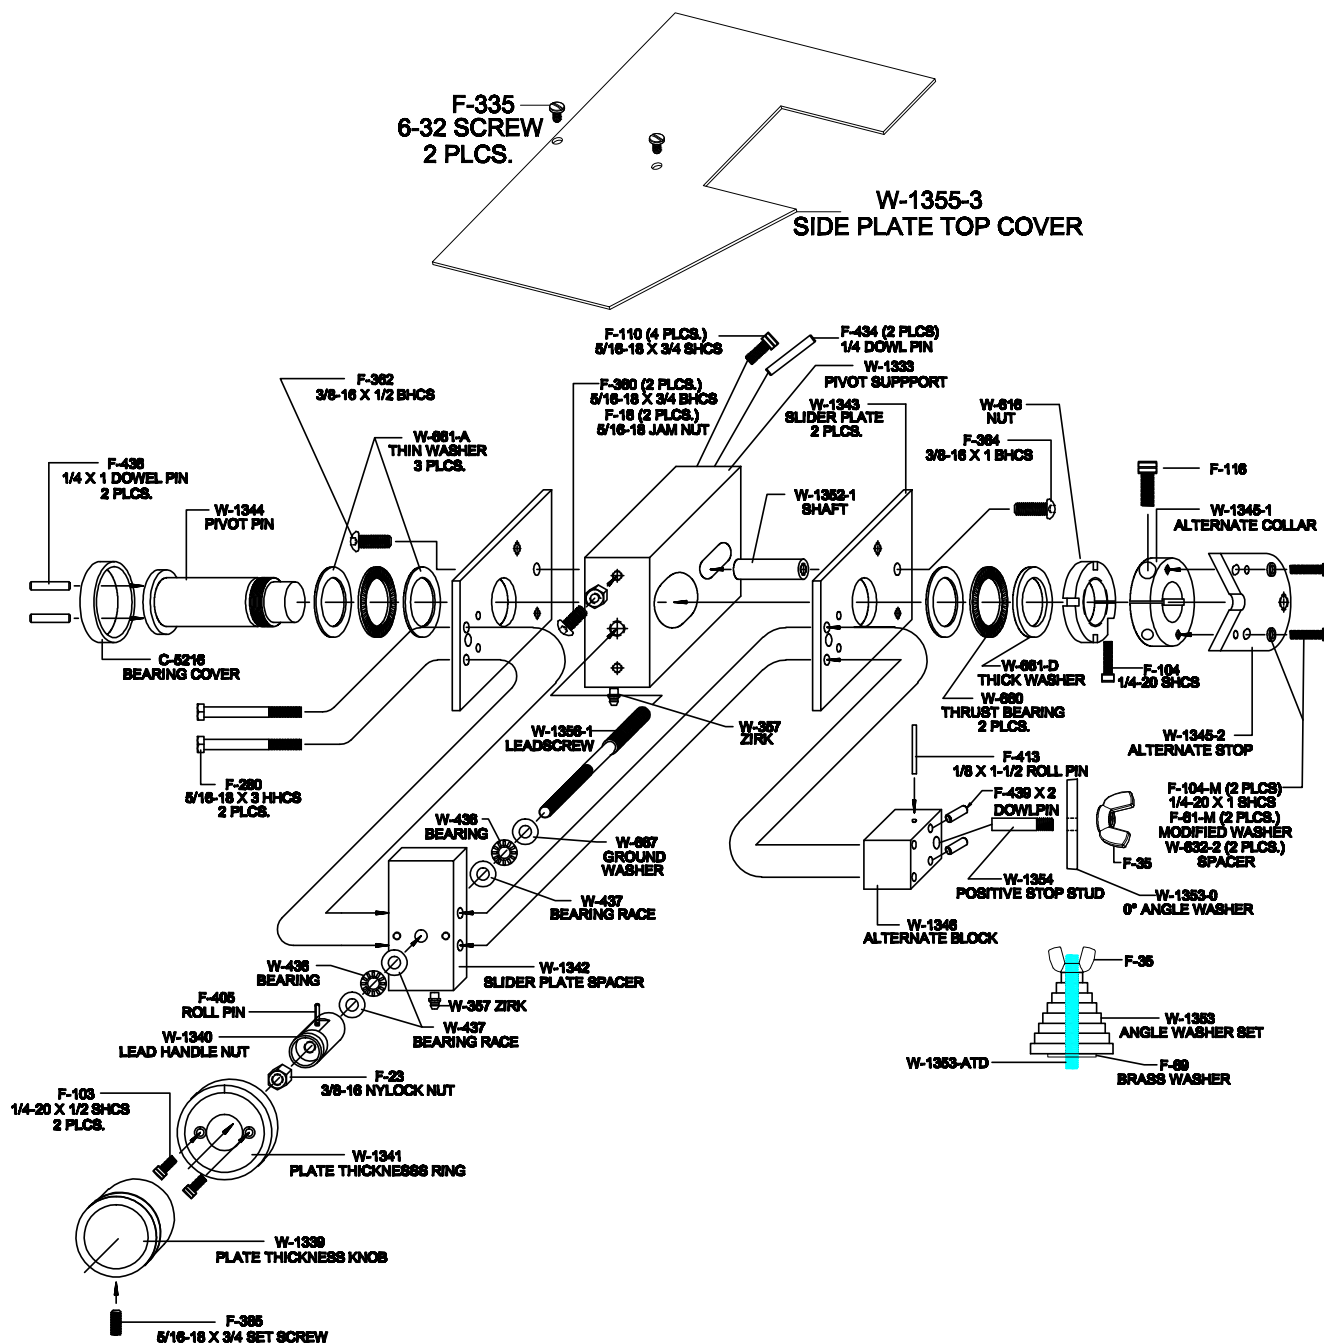 F-335
6-32 SCREW
2 PLCS.
W-1355-3
SIDE PLATE TOP COVER
F-110 (4 PLCS.)
5/16-18 X 3/4 SHCS
F-434 (2 PLCS)
1/4 DOWL PIN
W-1333
PIVOT SUPPPORT
F-362
3/8-16 X 1/2 BHCS
F-360 (2 PLCS.)
5/16-18 X 3/4 BHCS
F-16 (2 PLCS.)
5/16-18 JAM NUT
W-1343
SLIDER PLATE
2 PLCS.
W-616
NUT
F-364
3/8-16 X 1 BHCS
W-661-A
THIN WASHER
3 PLCS.
F-436
1/4 X 1 DOWEL PIN
2 PLCS.
W-1344
PIVOT PIN
W-1352-1
SHAFT
F-116
W-1345-1
ALTERNATE COLLAR
C-5216
BEARING COVER
W-661-D
THICK WASHER
F-104
1/4-20 SHCS
W-660
THRUST BEARING
2 PLCS.
W-1345-2
ALTERNATE STOP
W-1356-1
LEADSCREW
W-357
ZIRK
F-413
1/8 X 1-1/2 ROLL PIN
F-260
5/16-18 X 3 HHCS
2 PLCS.
F-439 X 2
DOWLPIN
F-104-M (2 PLCS)
1/4-20 X 1 SHCS
F-61-M (2 PLCS.)
MODIFIED WASHER
W-632-2 (2 PLCS.)
SPACER
W-436
BEARING
W-667
GROUND
WASHER
F-35
W-1354
POSITIVE STOP STUD
W-1353-0
0° ANGLE WASHER
W-437
BEARING RACE
W-1346
ALTERNATE BLOCK
W-436
BEARING
W-1342
SLIDER PLATE SPACER
F-35
F-405
ROLL PIN
W-357 ZIRK
W-1340
LEAD HANDLE NUT
W-437
BEARING RACE
W-1353
ANGLE WASHER SET
W-1353-ATD
F-69
BRASS WASHER
F-23
3/8-16 NYLOCK NUT
F-103
1/4-20 X 1/2 SHCS
2 PLCS.
W-1341
PLATE THICKNESSS RING
W-1339
PLATE THICKNESS KNOB
F-365
5/16-18 X 3/4 SET SCREW